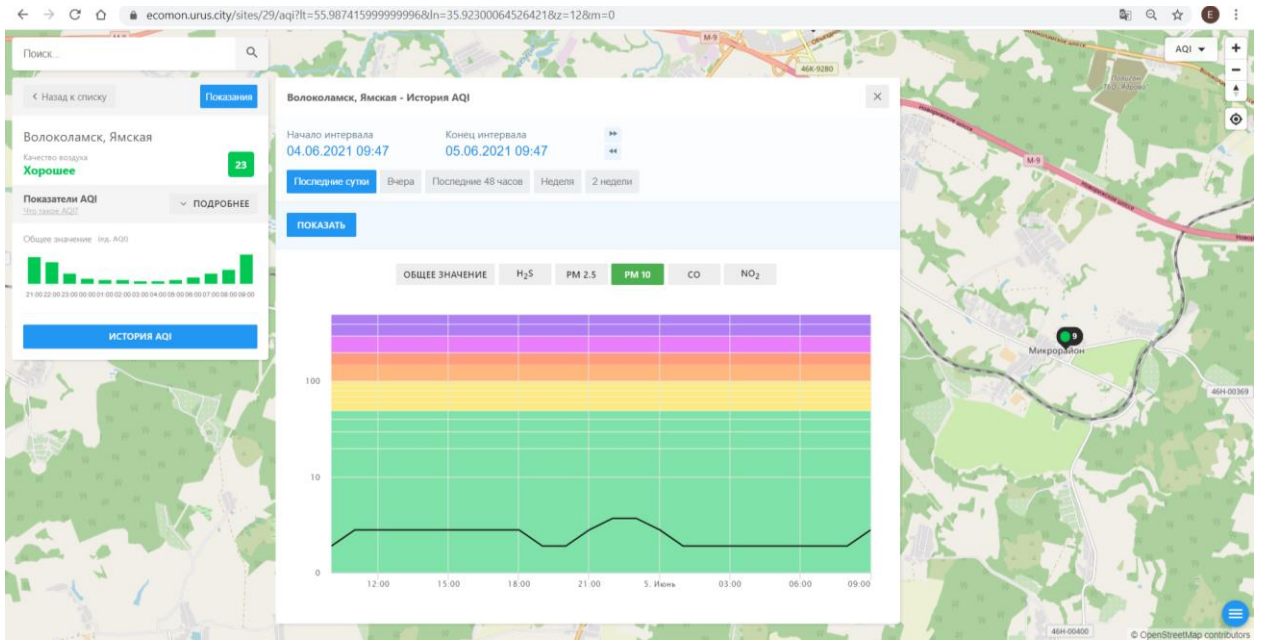 ecomon.urus.city/sites/29/aqi?lt=55.987415999999996&ln=35.92300064526421&z=12&m=0
E
Поиск...
AQI
< Назад к списку
Показания
Волоколамск, Ямская
Качество воздуха
Хорошее
23
Показатели AQI
Что такое AQI?
ПОДРОБНЕЕ
Общее значение (ед. AQI)
21:00 22:00 23:00 00:00 01:00 02:00 03:00 04:00 05:00 06:00 07:00 08:00 09:00
ИСТОРИЯ AQI
Волоколамск, Ямская - История AQI
Начало интервала
Конец интервала
04.06.2021 09:47
05.06.2021 09:47
Последние сутки
Вчера
Последние 48 часов
Неделя
2 недели
ПОКАЗАТЬ
ОБЩЕЕ ЗНАЧЕНИЕ
H₂S
PM 2.5
PM 10
CO
NO₂
100
10
0
12:00
15:00
18:00
21:00
5. Июнь
03:00
06:00
09:00
М-9
46К-9280
М-9
Новорижское шоссе
9
Микрорайон
46Н-00369
46Н-00400
© OpenStreetMap contributors